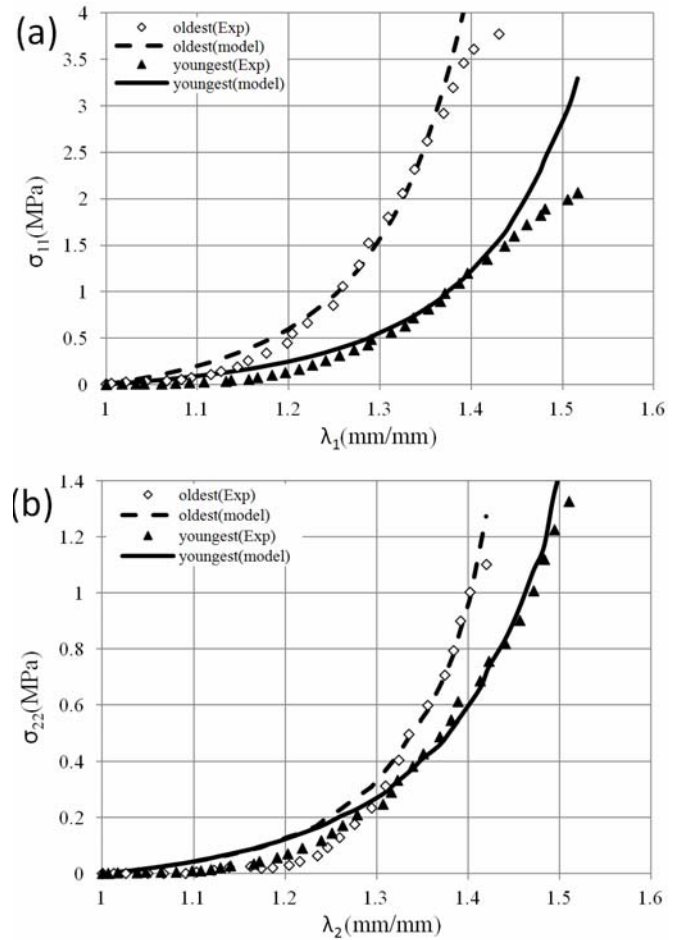 (a)
oldest(Exp)
oldest(model)
youngest(Exp)
youngest(model)
4
3.5
3
2.5
2
1.5
1
0.5
0
σ11(MPa)
1 1.1 1.2 1.3 1.4 1.5 1.6
λ1(mm/mm)
(b)
oldest(Exp)
oldest(model)
youngest(Exp)
youngest(model)
1.4
1.2
1
0.8
0.6
0.4
0.2
0
σ22(MPa)
1 1.1 1.2 1.3 1.4 1.5 1.6
λ2(mm/mm)